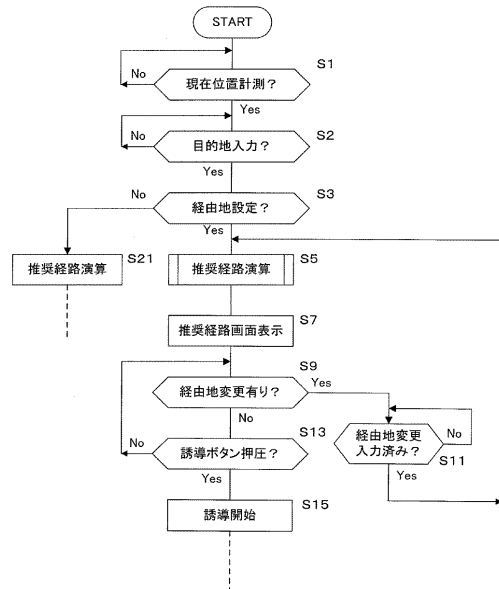 START
S1
No
現在位置計測？
Yes
S2
No
目的地入力？
Yes
S3
No
経由地設定？
Yes
S21
推奨経路演算
S5
推奨経路演算
S7
推奨経路画面表示
S9
経由地変更有り？
Yes
No
S13
No
誘導ボタン押圧？
Yes
経由地変更
入力済み？
No
S11
Yes
S15
誘導開始